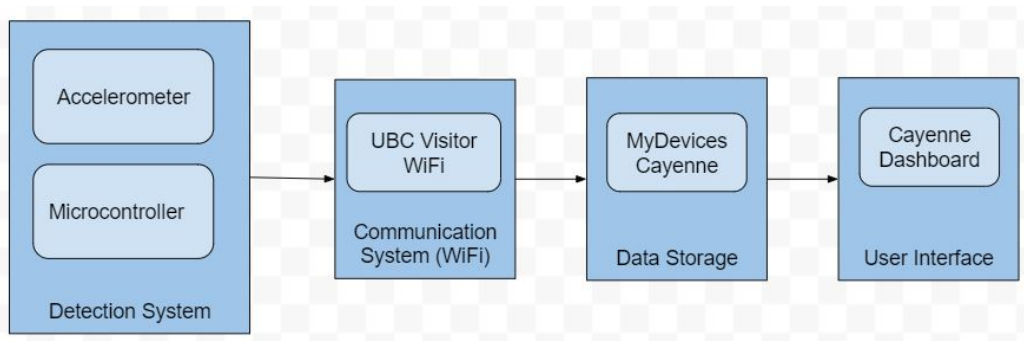 Accelerometer
Microcontroller
Detection System
UBC Visitor
WiFi
Communication
System (WiFi)
MyDevices
Cayenne
Data Storage
Cayenne
Dashboard
User Interface